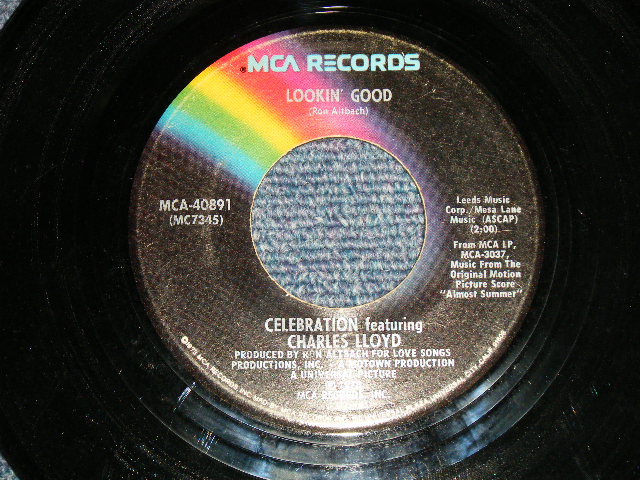 MCA RECORDS
LOOKIN' GOOD
(Ron Altbach)
MCA-40891
(MC7345)
Leeds Music
Corp./Mesa Lane
Music (ASCAP)
(2:00)
From MCA LP,
MCA-3037,
Music From The
Original Motion
Picture Score
"Almost Summer"
CELEBRATION featuring
CHARLES LLOYD
PRODUCED BY RON ALTBACH FOR LOVE SONGS
PRODUCTIONS, INC. - A MOTOWN PRODUCTION
A UNIVERSAL PICTURE
MCA RECORDS, INC.